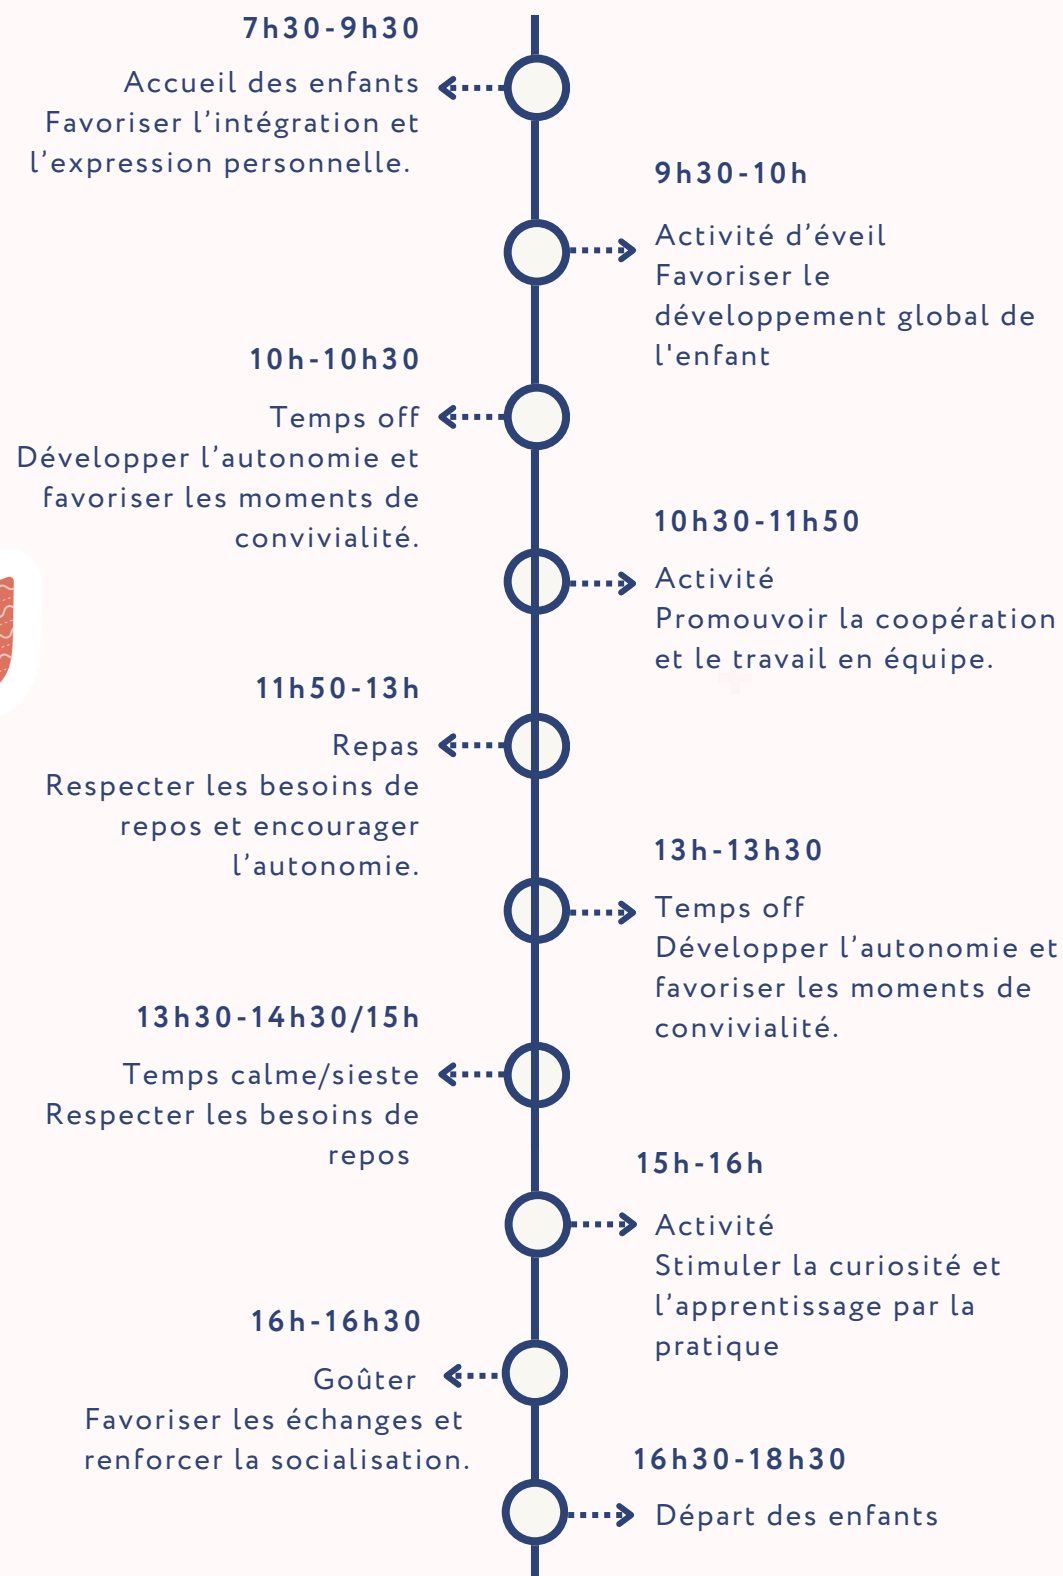 7h30-9h30
Accueil des enfants
Favoriser l’intégration et
l’expression personnelle.
9h30-10h
Activité d’éveil
Favoriser le
développement global de
l'enfant
10h-10h30
Temps off
Développer l’autonomie et
favoriser les moments de
convivialité.
10h30-11h50
Activité
Promouvoir la coopération
et le travail en équipe.
11h50-13h
Repas
Respecter les besoins de
repos et encourager
l’autonomie.
13h-13h30
Temps off
Développer l’autonomie et
favoriser les moments de
convivialité.
13h30-14h30/15h
Temps calme/sieste
Respecter les besoins de
repos
15h-16h
Activité
Stimuler la curiosité et
l’apprentissage par la
pratique
16h-16h30
Goûter
Favoriser les échanges et
renforcer la socialisation.
16h30-18h30
Départ des enfants